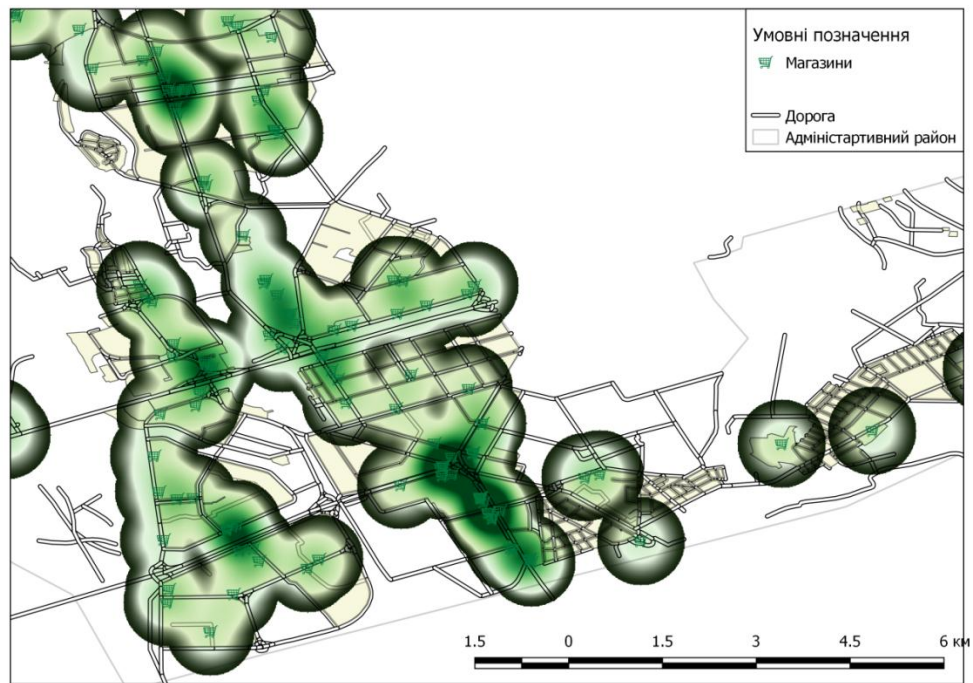 Умовні позначення
Магазини
Дорога
Адміністартивний район
1.5 0 1.5 3 4.5 6 км